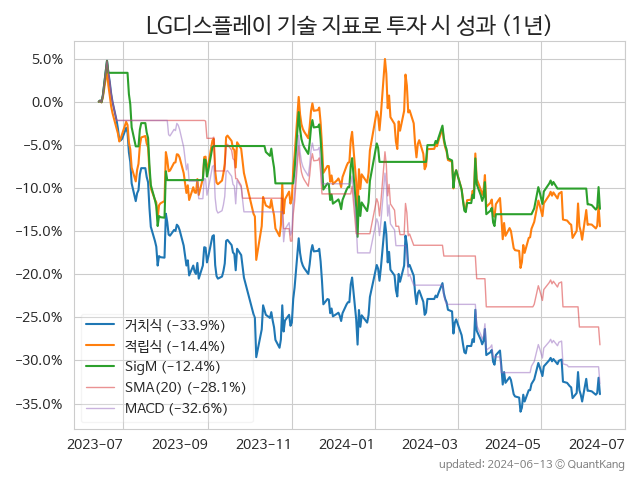 LG디스플레이 기술 지표로 투자 시 성과 (1년)
5.0%
0.0%
−5.0%
−10.0%
−15.0%
−20.0%
−25.0%
−30.0%
−35.0%
거치식 (−33.9%)
적립식 (−14.4%)
SigM (−12.4%)
SMA(20) (−28.1%)
MACD (−32.6%)
2023-07 2023-09 2023-11 2024-01 2024-03 2024-05 2024-07
updated: 2024-06-13 © QuantKang